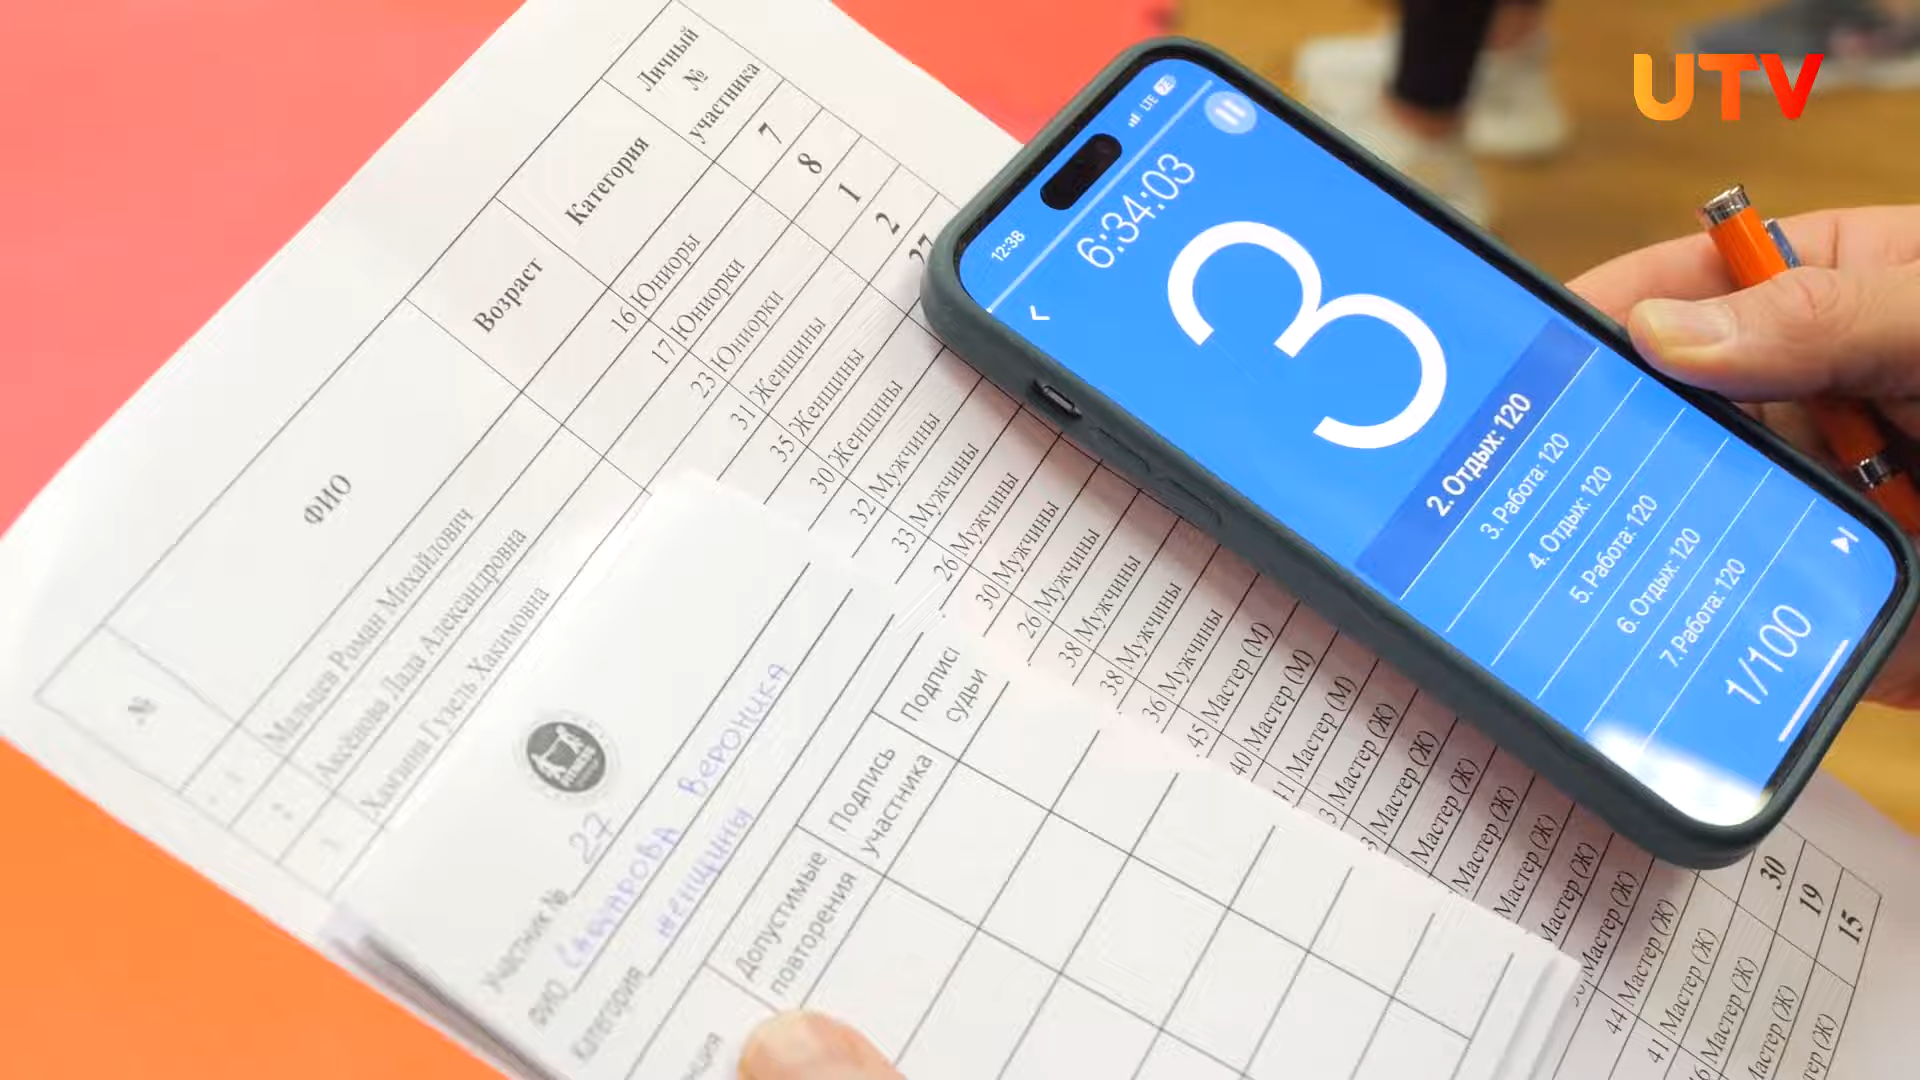 UTV
ФИО
Возраст
Категория
Личный
№
участника
№
Мальцев Роман Михайлович
16 Юниоры
7
Аксёнова Лада Александровна
17 Юниорки
8
Хакимовна
23 Юниорки
1
31 Женщины
2
35 Женщины
27
30 Женщины
32 Мужчины
33 Мужчины
26 Мужчины
30 Мужчины
26 Мужчины
38 Мужчины
38 Мужчины
36 Мужчины
45 Мастер (М)
40 Мастер (М)
Мастер (М)
Мастер (Ж)
Мастер (Ж)
Мастер (Ж)
Мастер (Ж)
Мастер (Ж)
Мастер (Ж)
Мастер (Ж)
44 Мастер (Ж)
41 Мастер (Ж)
Мастер (Ж)
Мастер (Ж)
Мастер (Ж)
30
19
15
Участник № 27
ФИО ВЕРОНИКА
Категория ЖЕНЩИНЫ
Допустимые
повторения
Подпись
участника
судьи
12:38
LTE
6:34:03
3
2. Отдых: 120
3. Работа: 120
4. Отдых: 120
5. Работа: 120
6. Отдых: 120
7. Работа: 120
1/100